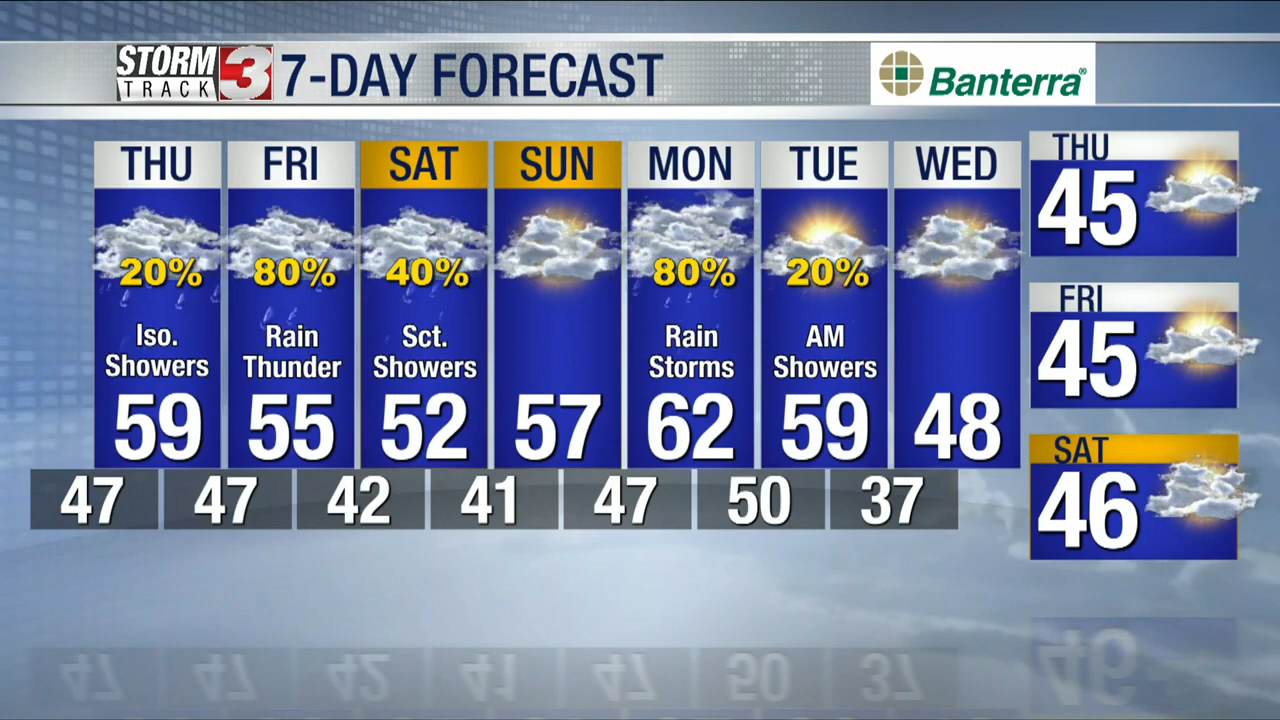 STORM
TRACK 3
7-DAY FORECAST
Banterra®
THU FRI SAT SUN MON TUE WED
20% 80% 40% 80% 20%
Iso. Rain Sct. Rain AM
Showers Thunder Showers Storms Showers
59 55 52 57 62 59 48
47 47 42 41 47 50 37
THU
45
FRI
45
SAT
46